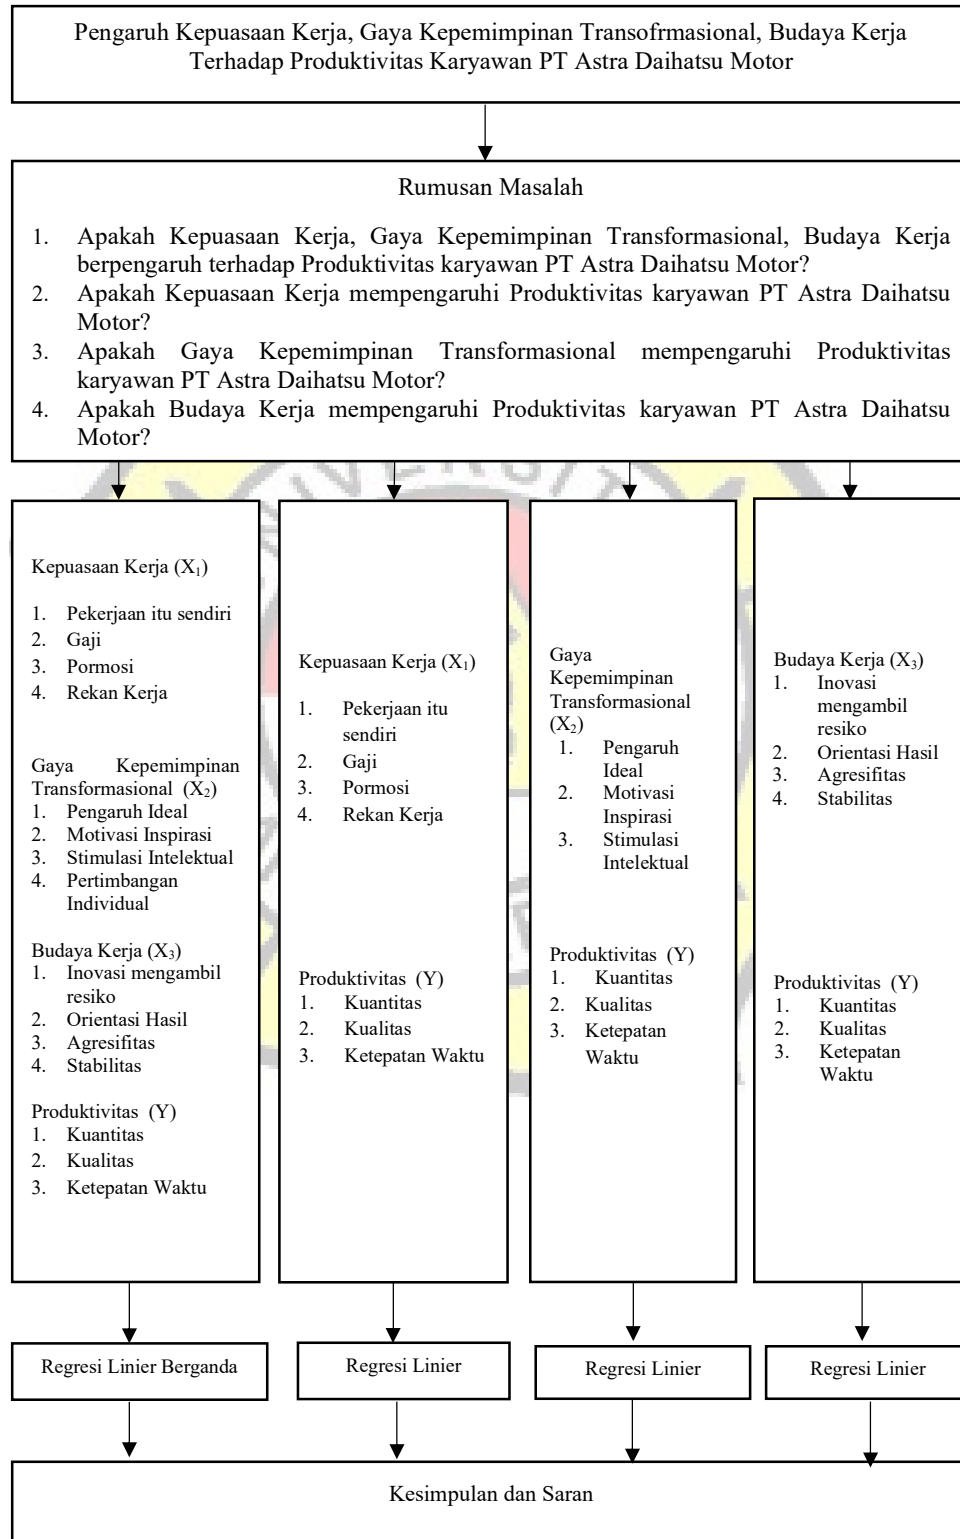 Pengaruh Kepuasaan Kerja, Gaya Kepemimpinan Transofrmasional, Budaya Kerja
Terhadap Produktivitas Karyawan PT Astra Daihatsu Motor
Rumusan Masalah
1. Apakah Kepuasaan Kerja, Gaya Kepemimpinan Transformasional, Budaya Kerja
berpengaruh terhadap Produktivitas karyawan PT Astra Daihatsu Motor?
2. Apakah Kepuasaan Kerja mempengaruhi Produktivitas karyawan PT Astra Daihatsu
Motor?
3. Apakah Gaya Kepemimpinan Transformasional mempengaruhi Produktivitas
karyawan PT Astra Daihatsu Motor?
4. Apakah Budaya Kerja mempengaruhi Produktivitas karyawan PT Astra Daihatsu
Motor?
Kepuasaan Kerja (X₁)
1. Pekerjaan itu sendiri
2. Gaji
3. Pormosi
4. Rekan Kerja
Gaya Kepemimpinan
Transformasional (X₂)
1. Pengaruh Ideal
2. Motivasi Inspirasi
3. Stimulasi Intelektual
4. Pertimbangan
Individual
Budaya Kerja (X₃)
1. Inovasi mengambil
resiko
2. Orientasi Hasil
3. Agresifitas
4. Stabilitas
Produktivitas (Y)
1. Kuantitas
2. Kualitas
3. Ketepatan Waktu
Kepuasaan Kerja (X₁)
1. Pekerjaan itu
sendiri
2. Gaji
3. Pormosi
4. Rekan Kerja
Produktivitas (Y)
1. Kuantitas
2. Kualitas
3. Ketepatan Waktu
Gaya
Kepemimpinan
Transformasional
(X₂)
1. Pengaruh
Ideal
2. Motivasi
Inspirasi
3. Stimulasi
Intelektual
Produktivitas (Y)
1. Kuantitas
2. Kualitas
3. Ketepatan
Waktu
Budaya Kerja (X₃)
1. Inovasi
mengambil
resiko
2. Orientasi Hasil
3. Agresifitas
4. Stabilitas
Produktivitas (Y)
1. Kuantitas
2. Kualitas
3. Ketepatan
Waktu
Regresi Linier Berganda
Regresi Linier
Regresi Linier
Regresi Linier
Kesimpulan dan Saran